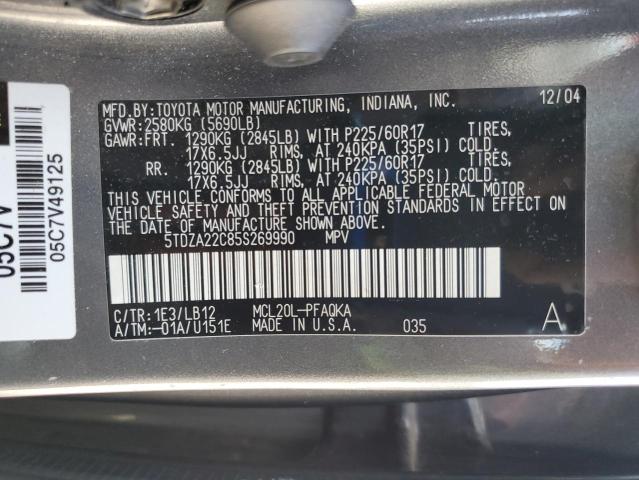 MFD.BY:TOYOTA MOTOR MANUFACTURING, INDIANA, INC. 12/04
GVWR:2580KG (5690LB)
GAWR:FRT. 1290KG (2845LB) WITH P225/60R17 TIRES,
17X6.5JJ RIMS, AT 240KPA (35PSI) COLD.
RR. 1290KG (2845LB) WITH P225/60R17 TIRES,
17X6.5JJ RIMS, AT 240KPA (35PSI) COLD.
THIS VEHICLE CONFORMS TO ALL APPLICABLE FEDERAL MOTOR
VEHICLE SAFETY AND THEFT PREVENTION STANDARDS IN EFFECT ON
THE DATE OF MANUFACTURE SHOWN ABOVE.
5TDZA22C85S269990 MPV
C/TR:1E3/LB12 MCL20L-PFAQKA
A/TM:-01A/U151E MADE IN U.S.A. 035 A
05C7V
05C7V49125